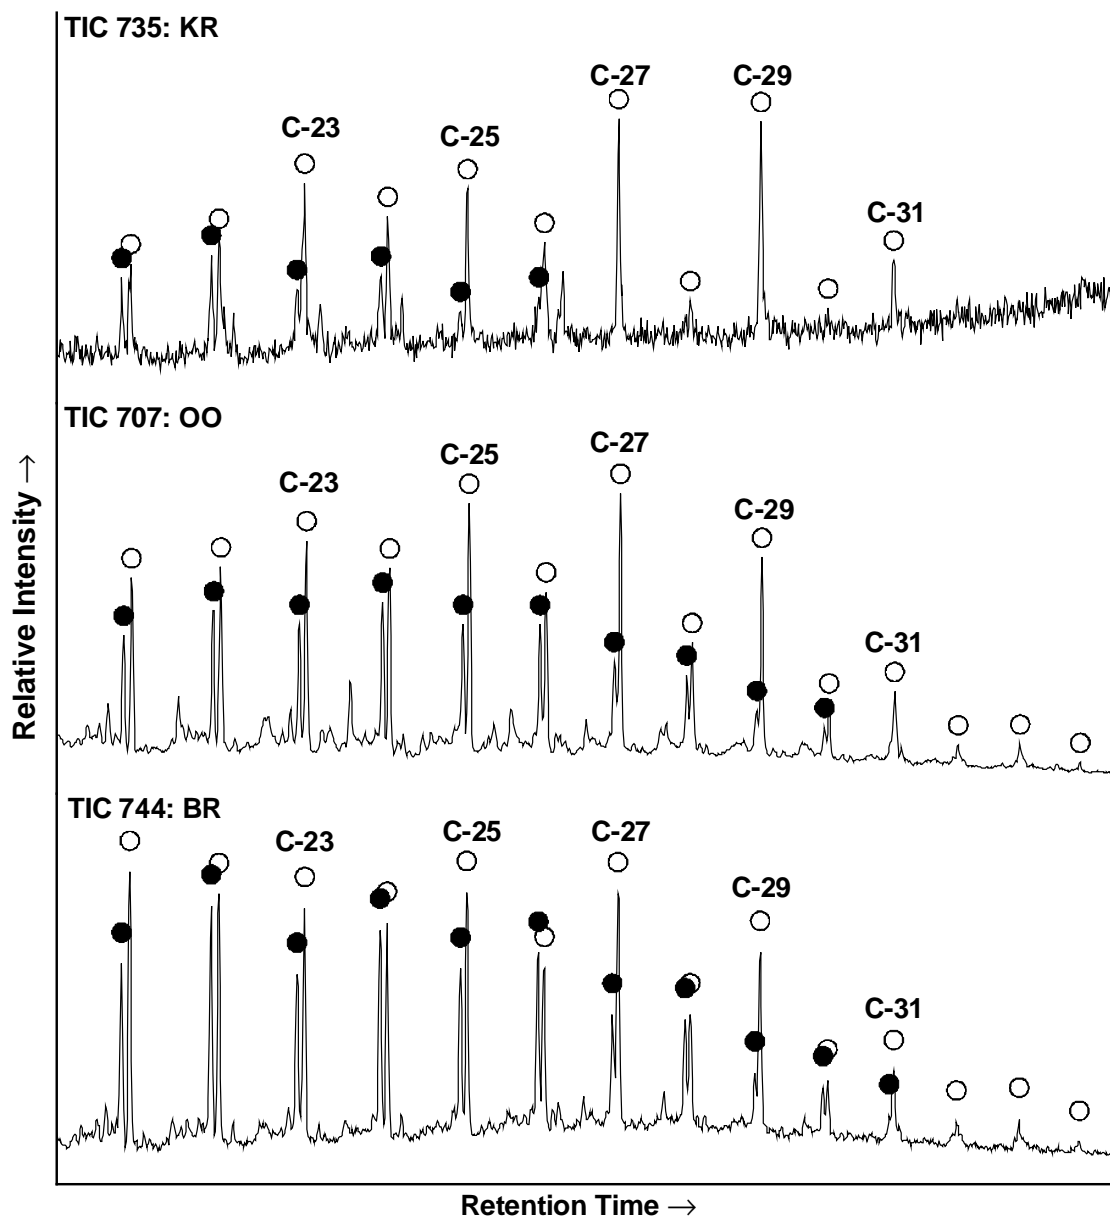 TIC 735: KR
C-27
C-29
C-23
C-25
C-31
TIC 707: OO
C-27
C-25
C-23
C-29
C-31
TIC 744: BR
C-23
C-25
C-27
C-29
C-31
Relative Intensity →
Retention Time →